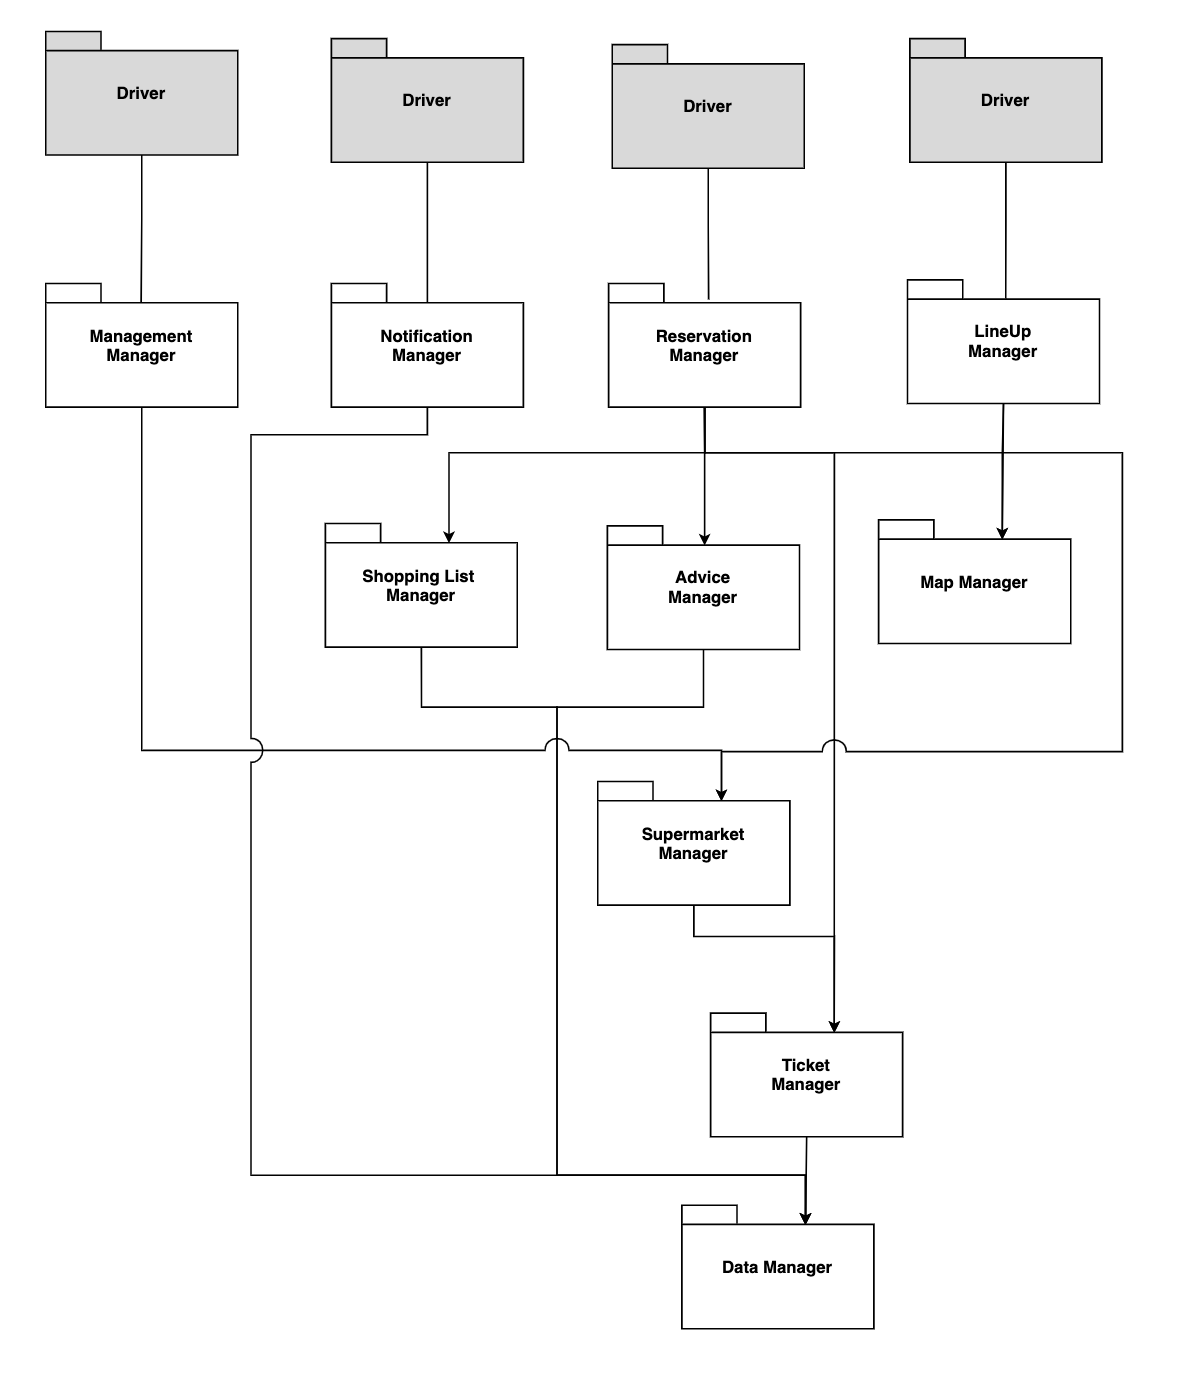 Driver
Driver
Driver
Driver
Management
Manager
Notification
Manager
Reservation
Manager
LineUp
Manager
Shopping List
Manager
Advice
Manager
Map Manager
Supermarket
Manager
Ticket
Manager
Data Manager